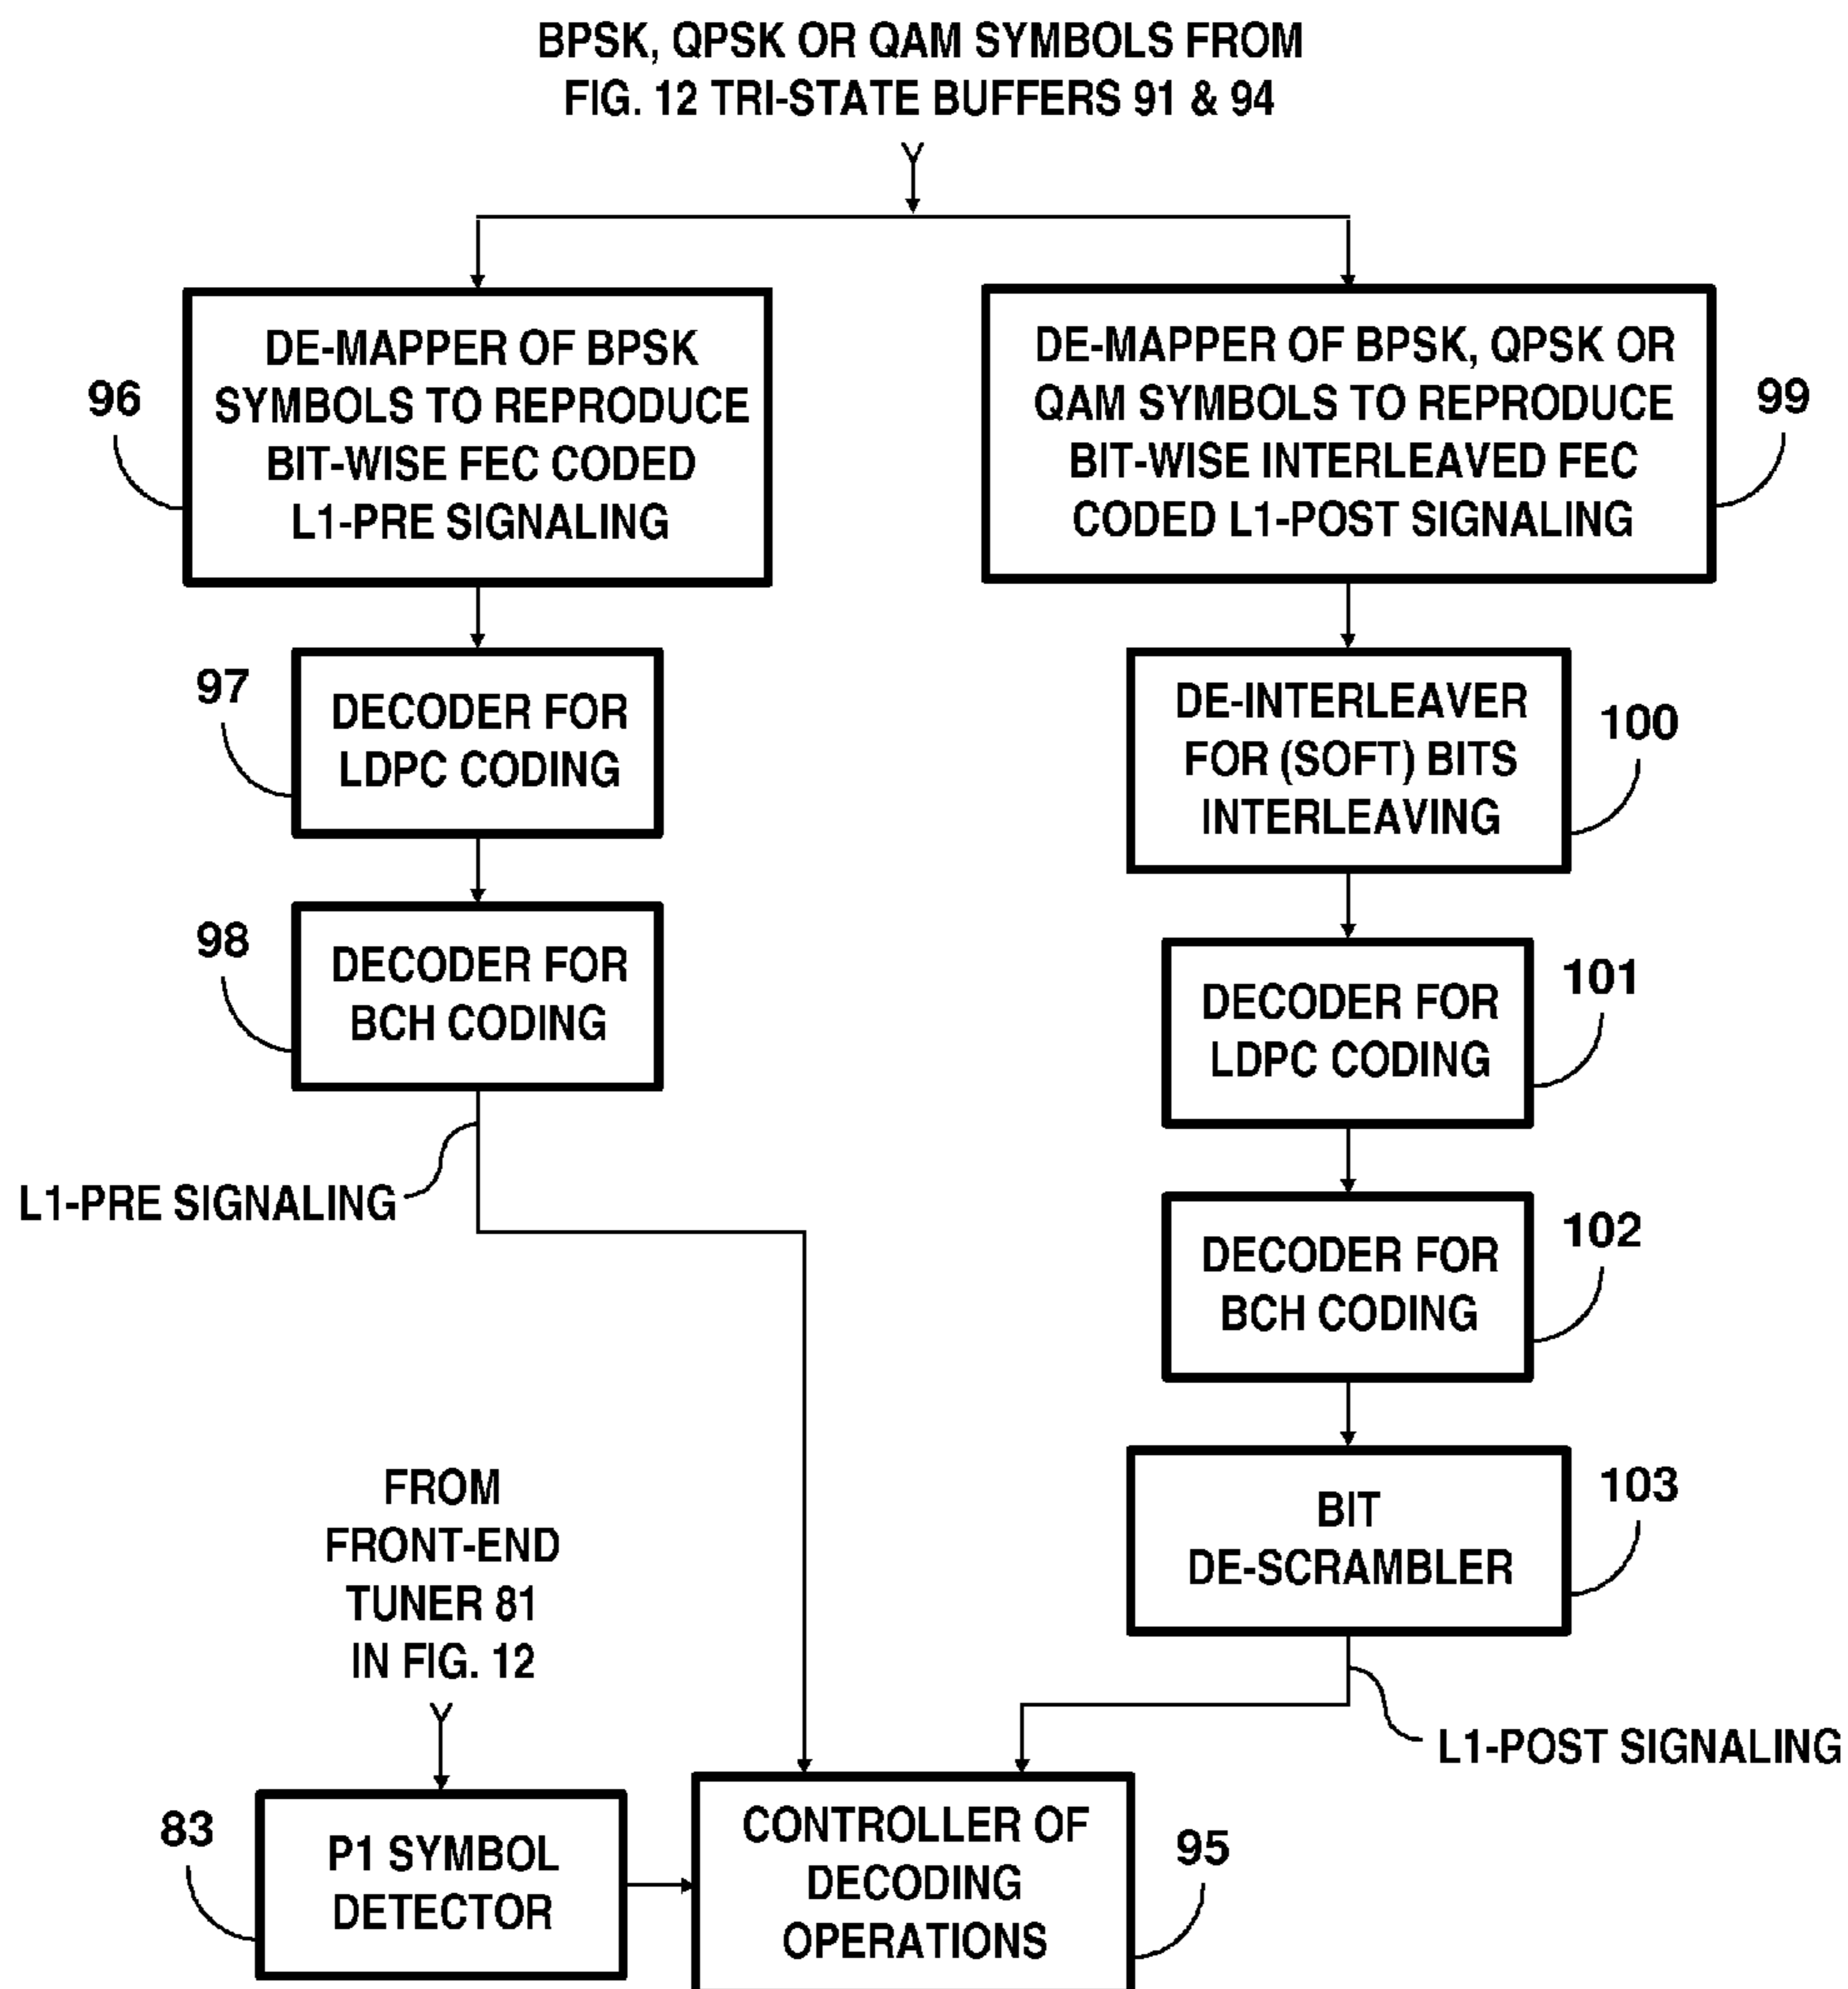 BPSK, QPSK OR QAM SYMBOLS FROM
FIG. 12 TRI-STATE BUFFERS 91 & 94
96
DE-MAPPER OF BPSK
SYMBOLS TO REPRODUCE
BIT-WISE FEC CODED
L1-PRE SIGNALING
DE-MAPPER OF BPSK, QPSK OR
QAM SYMBOLS TO REPRODUCE
BIT-WISE INTERLEAVED FEC
CODED L1-POST SIGNALING
99
97
DECODER FOR
LDPC CODING
DE-INTERLEAVER
FOR (SOFT) BITS
INTERLEAVING
100
98
DECODER FOR
BCH CODING
DECODER FOR
LDPC CODING
101
L1-PRE SIGNALING
DECODER FOR
BCH CODING
102
FROM
FRONT-END
TUNER 81
IN FIG. 12
BIT
DE-SCRAMBLER
103
L1-POST SIGNALING
83
P1 SYMBOL
DETECTOR
CONTROLLER OF
DECODING
OPERATIONS
95